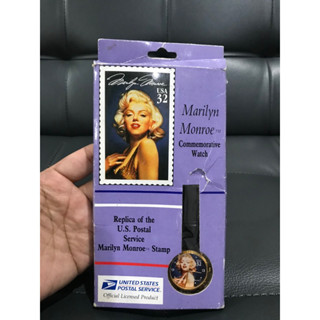 Marilyn Monroe
USA
32
Marilyn
Monroe™
Commemorative
Watch
Replica of the
U.S. Postal
Service
Marilyn Monroe™ Stamp
UNITED STATES
POSTAL SERVICE
Official Licensed Product